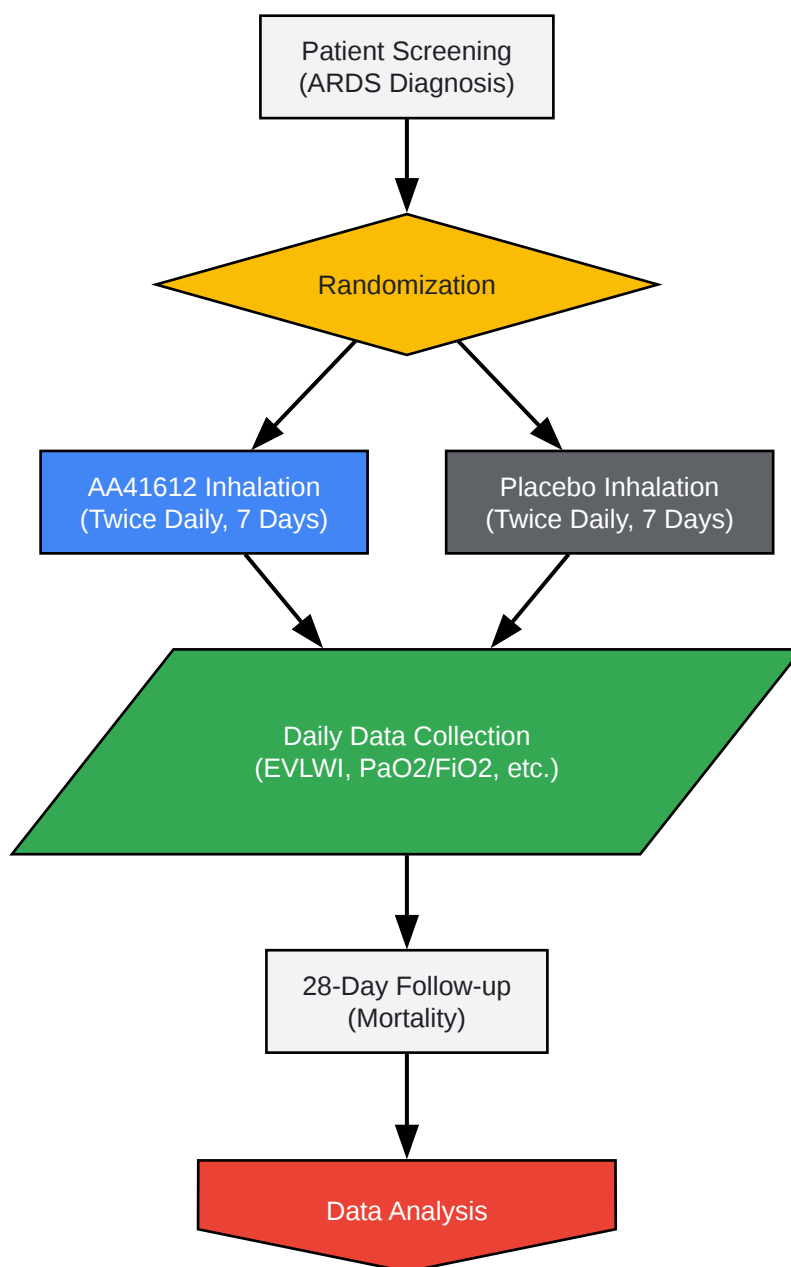 Patient Screening
(ARDS Diagnosis)
Randomization
AA41612 Inhalation
(Twice Daily, 7 Days)
Placebo Inhalation
(Twice Daily, 7 Days)
Daily Data Collection
(EVLWI, PaO2/FiO2, etc.)
28-Day Follow-up
(Mortality)
Data Analysis